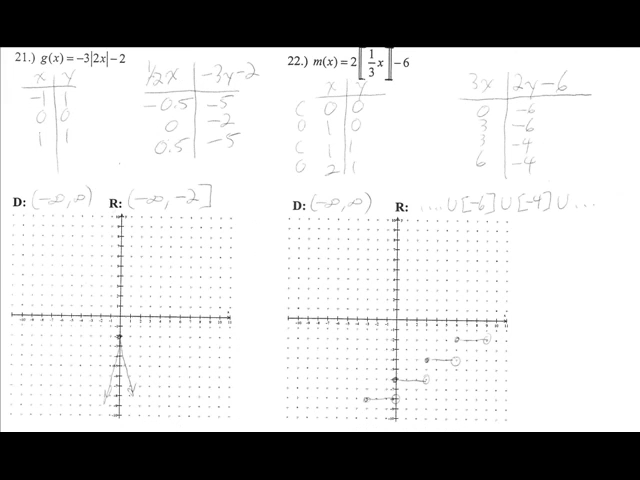 21.) g(x) = −3|2x| − 2
x | y
-1 | 1
0 | 0
1 | 1
1/2x | -3y-2
-0.5 | -5
0 | -2
0.5 | -5
D: (-∞,∞) R: (-∞,-2]
22.) m(x) = 2⟦1/3 x⟧ − 6
x | y
C 0 | 0
O 1 | 0
C 1 | 1
O 2 | 1
3x | 2y-6
0 | -6
3 | -6
3 | -4
6 | -4
D: (-∞,∞) R: ....∪[-6]∪[-4]∪...